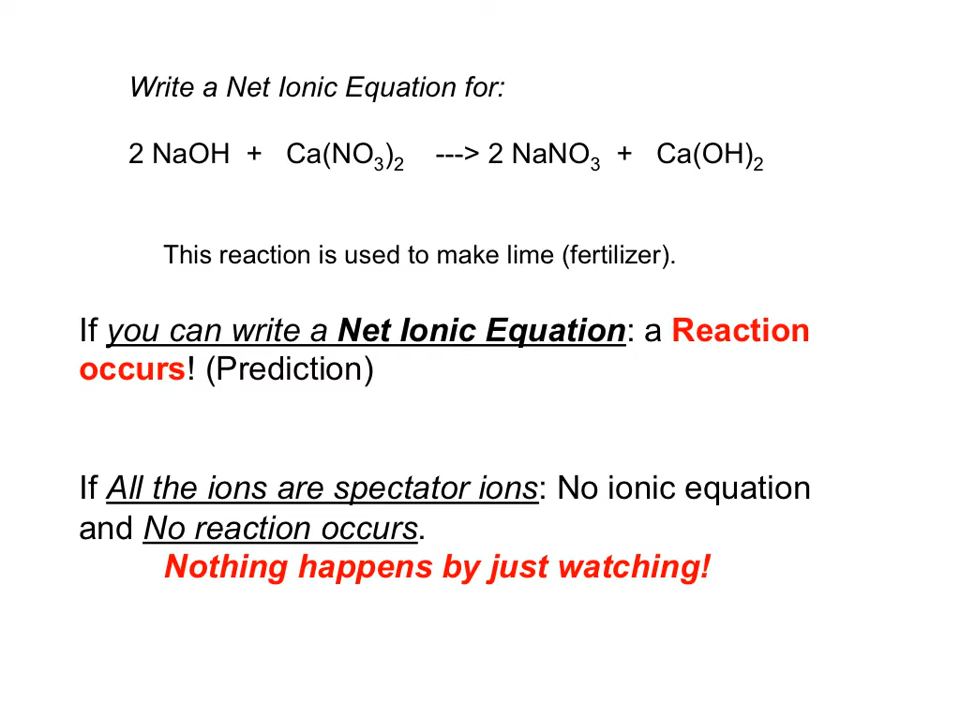 Write a Net Ionic Equation for:
2 NaOH + Ca(NO₃)₂ ---> 2 NaNO₃ + Ca(OH)₂
This reaction is used to make lime (fertilizer).
If you can write a Net Ionic Equation: a Reaction
occurs! (Prediction)
If All the ions are spectator ions: No ionic equation
and No reaction occurs.
Nothing happens by just watching!